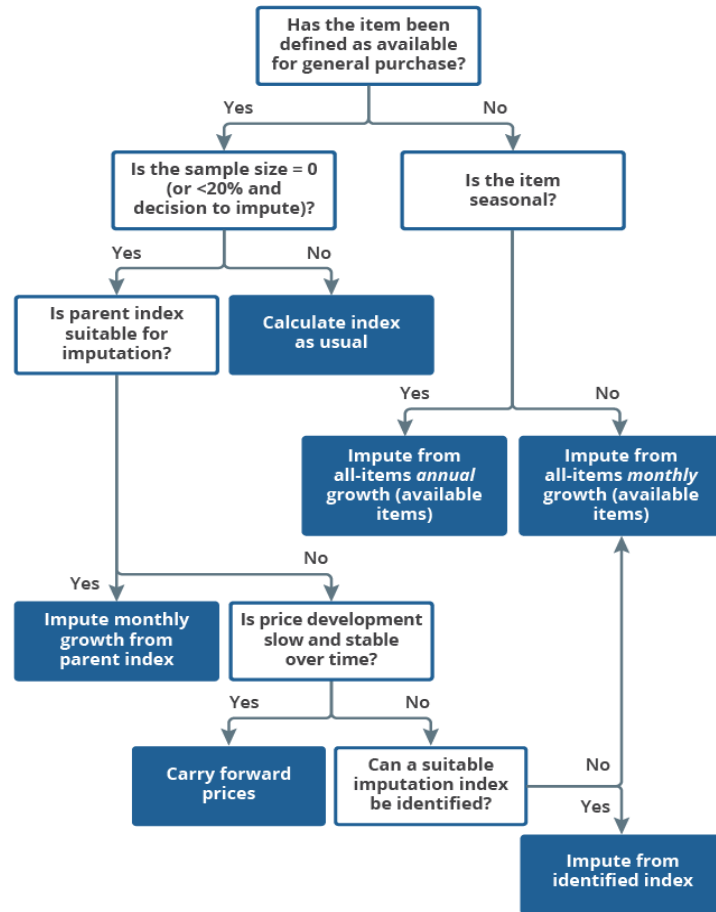 Has the item been
defined as available
for general purchase?
Yes
No
Is the sample size = 0
(or <20% and
decision to impute)?
Is the item
seasonal?
Yes
No
Is parent index
suitable for
imputation?
Calculate index
as usual
Yes
No
Impute from
all-items annual
growth (available
items)
Impute from
all-items monthly
growth (available
items)
No
Yes
Impute monthly
growth from
parent index
Is price development
slow and stable
over time?
Yes
No
Carry forward
prices
Can a suitable
imputation index
be identified?
No
Yes
Impute from
identified index